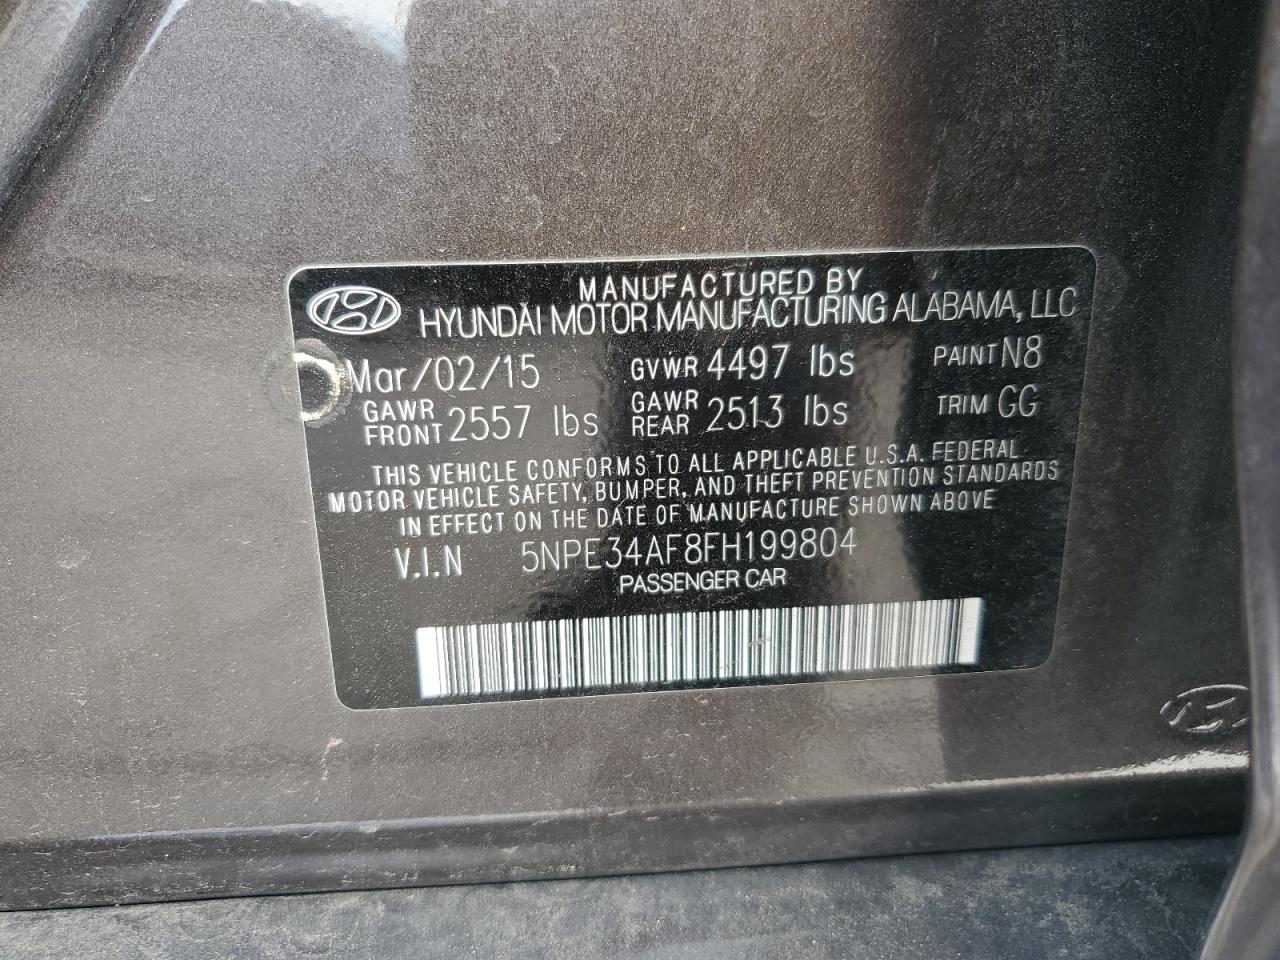 MANUFACTURED BY
HYUNDAI MOTOR MANUFACTURING ALABAMA, LLC
Mar/02/15 GVWR 4497 lbs PAINT N8
GAWR FRONT 2557 lbs GAWR REAR 2513 lbs TRIM GG
THIS VEHICLE CONFORMS TO ALL APPLICABLE U.S.A. FEDERAL
MOTOR VEHICLE SAFETY, BUMPER, AND THEFT PREVENTION STANDARDS
IN EFFECT ON THE DATE OF MANUFACTURE SHOWN ABOVE
V.I.N 5NPE34AF8FH199804
PASSENGER CAR